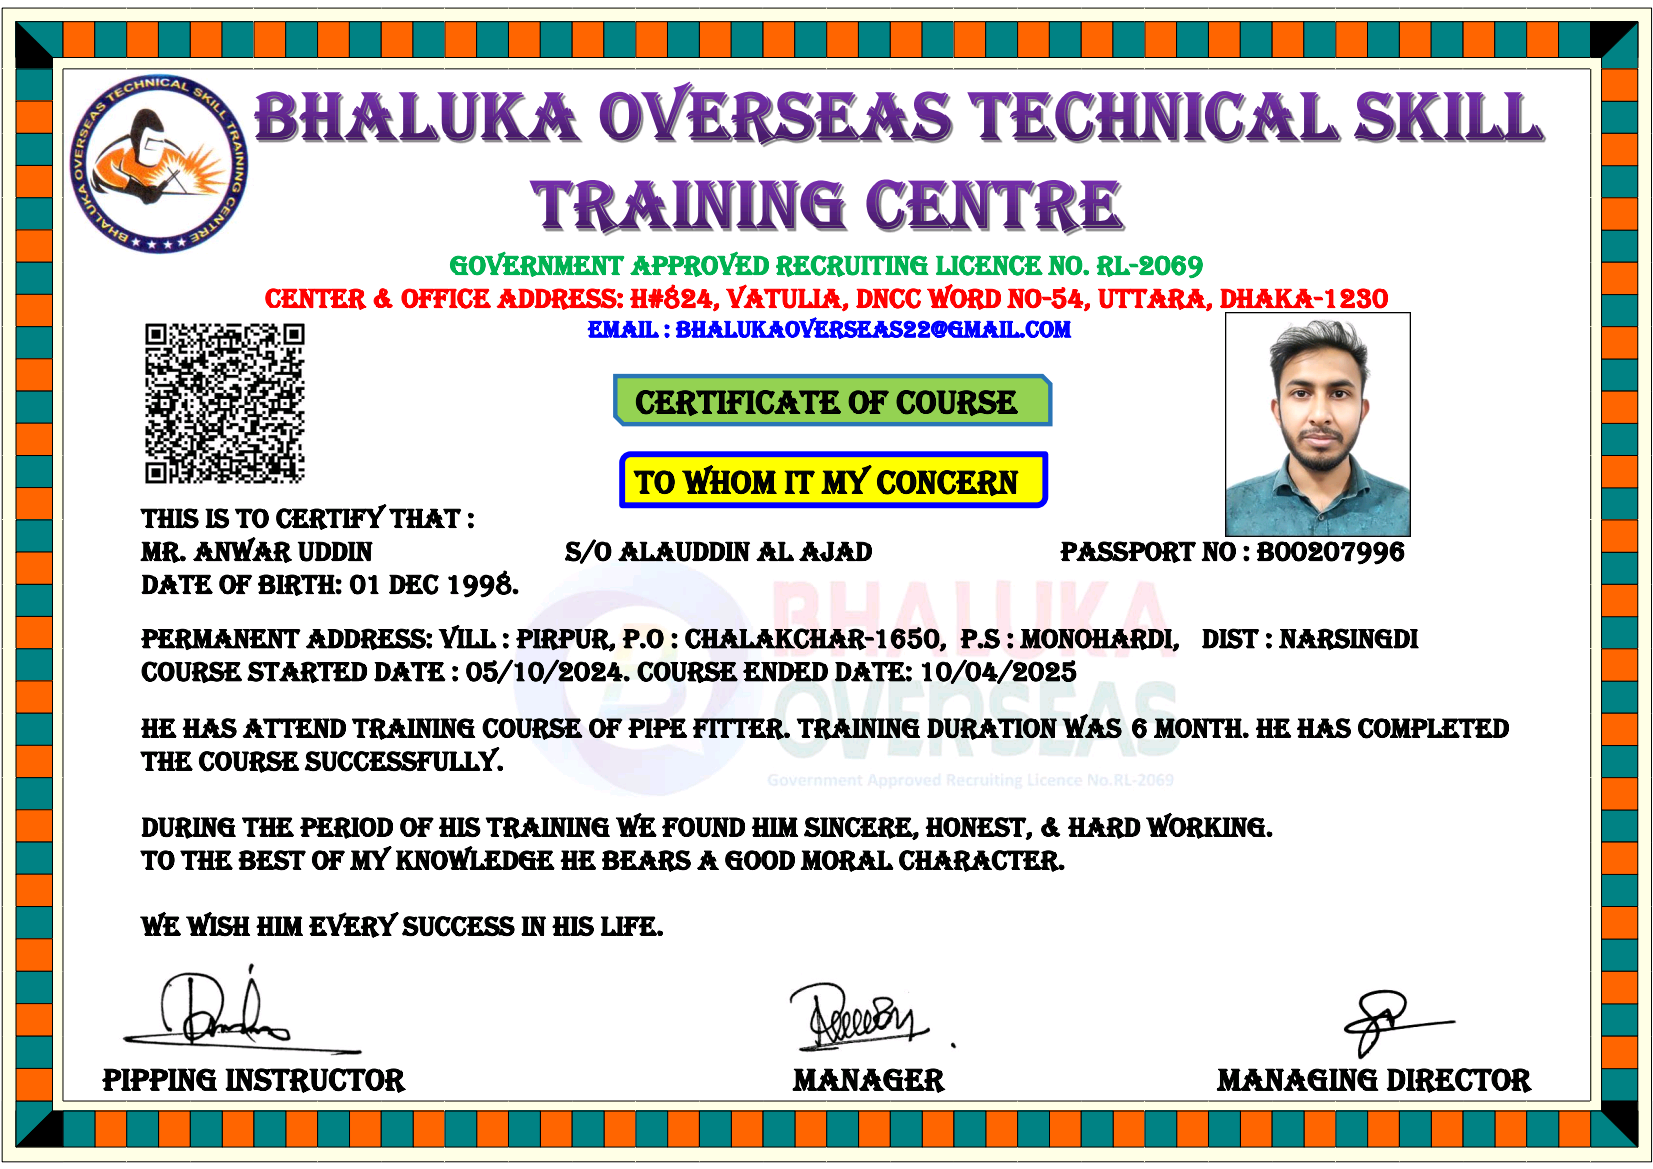 BHALUKA OVERSEAS TECHNICAL SKILL TRAINING CENTRE
BHALUKA OVERSEAS TECHNICAL SKILL
TRAINING CENTRE
GOVERNMENT APPROVED RECRUITING LICENCE NO. RL-2069
CENTER & OFFICE ADDRESS: H#824, VATULIA, DNCC WORD NO-54, UTTARA, DHAKA-1230
EMAIL : BHALUKAOVERSEAS22@GMAIL.COM
CERTIFICATE OF COURSE
TO WHOM IT MY CONCERN
THIS IS TO CERTIFY THAT :
MR. ANWAR UDDIN S/O ALAUDDIN AL AJAD PASSPORT NO : B00207996
DATE OF BIRTH: 01 DEC 1998.
BHALUKA
PERMANENT ADDRESS: VILL : PIRPUR, P.O : CHALAKCHAR-1650, P.S : MONOHARDI, DIST : NARSINGDI
COURSE STARTED DATE : 05/10/2024. COURSE ENDED DATE: 10/04/2025
OVERSEAS
HE HAS ATTEND TRAINING COURSE OF PIPE FITTER. TRAINING DURATION WAS 6 MONTH. HE HAS COMPLETED
THE COURSE SUCCESSFULLY.
Government Approved Recruiting Licence No.RL-2069
DURING THE PERIOD OF HIS TRAINING WE FOUND HIM SINCERE, HONEST, & HARD WORKING.
TO THE BEST OF MY KNOWLEDGE HE BEARS A GOOD MORAL CHARACTER.
WE WISH HIM EVERY SUCCESS IN HIS LIFE.
PIPPING INSTRUCTOR MANAGER MANAGING DIRECTOR